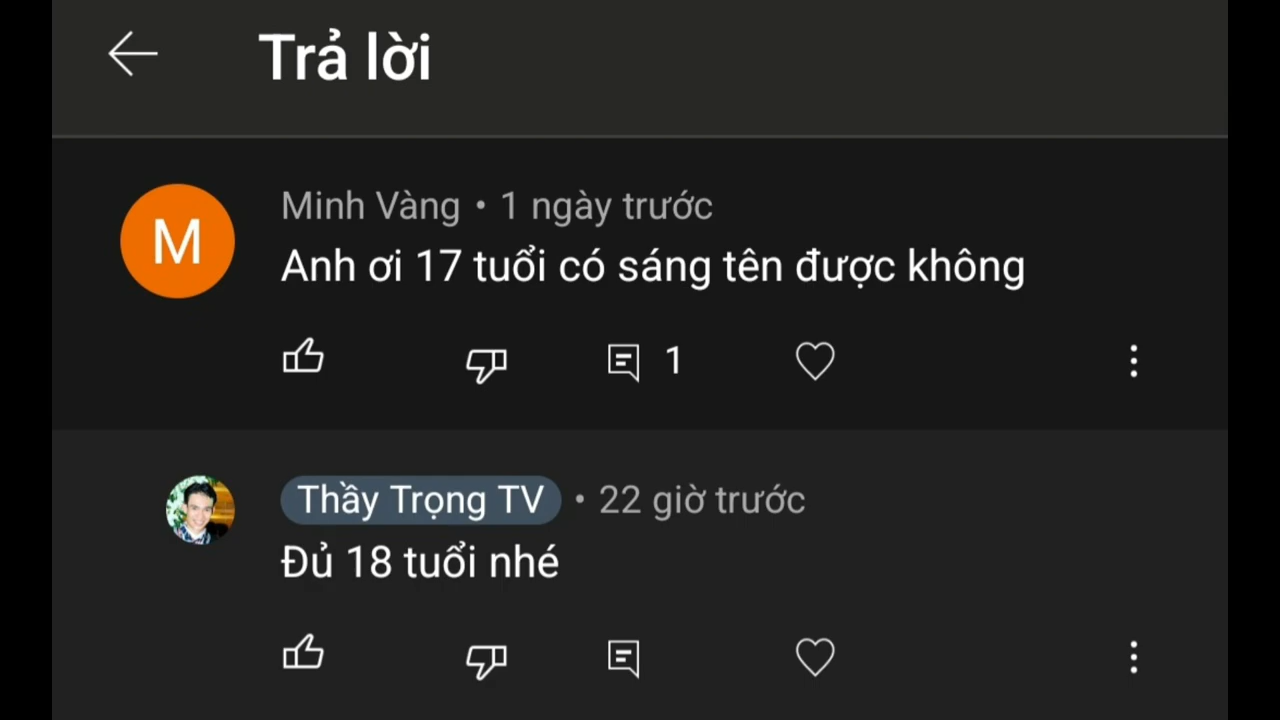 Trả lời
M
Minh Vàng • 1 ngày trước
Anh ơi 17 tuổi có sáng tên được không
1
Thầy Trọng TV • 22 giờ trước
Đủ 18 tuổi nhé